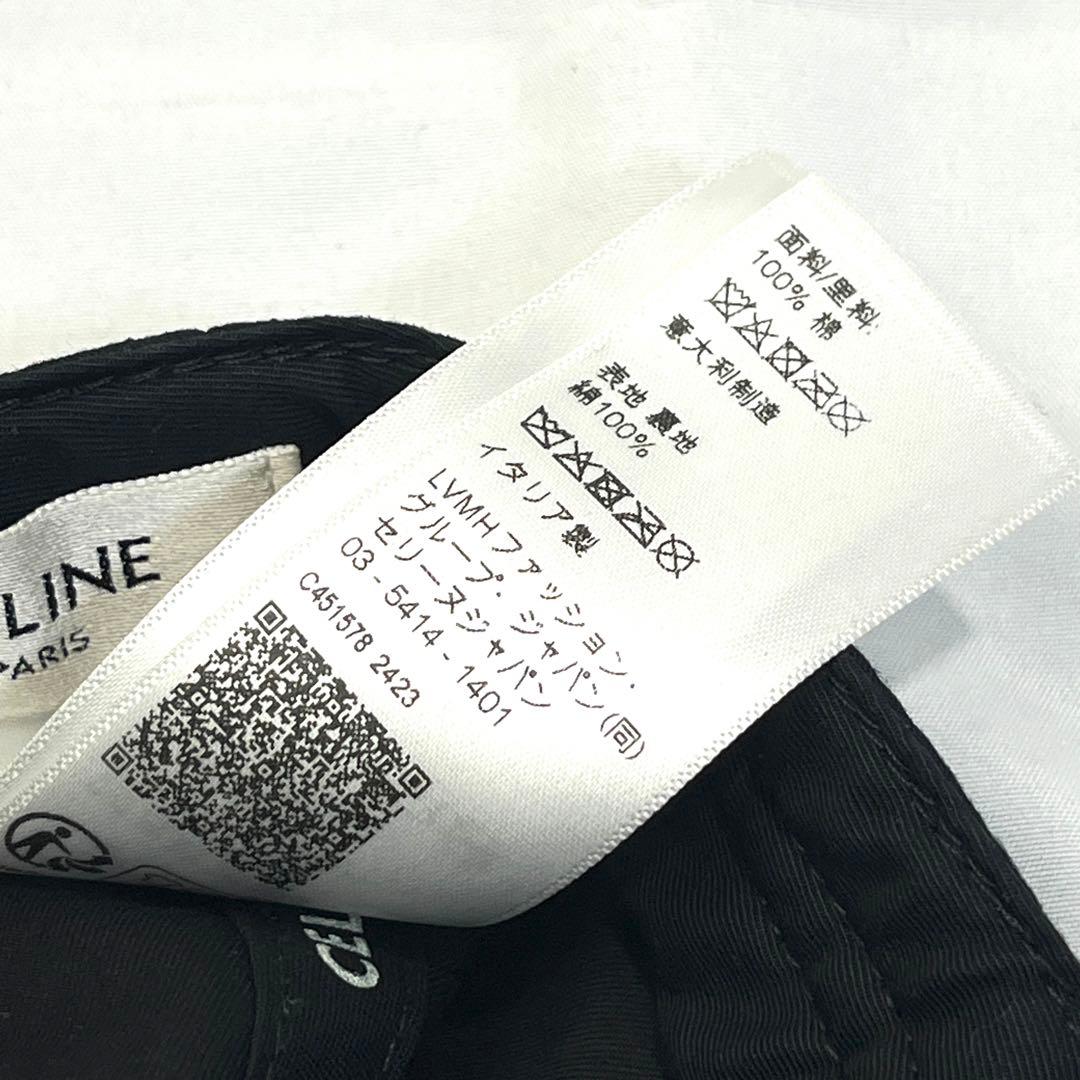 面料/里料:
100% 棉
意大利制造
表地 裏地
綿100%
イタリア製
LVMHファッション・
グループ・ジャパン(同)
セリーヌジャパン
03 - 5414 - 1401
C451578 2423
LINE
PARIS
CEL